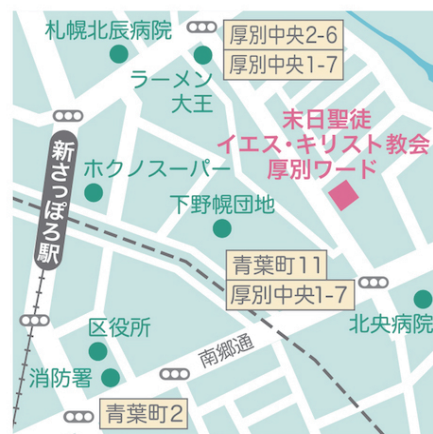 札幌北辰病院
厚別中央2-6
厚別中央1-7
ラーメン
大王
末日聖徒
イエス・キリスト教会
厚別ワード
新さっぽろ駅
ホクノスーパー
下野幌団地
青葉町11
厚別中央1-7
北央病院
区役所
南郷通
消防署
青葉町2